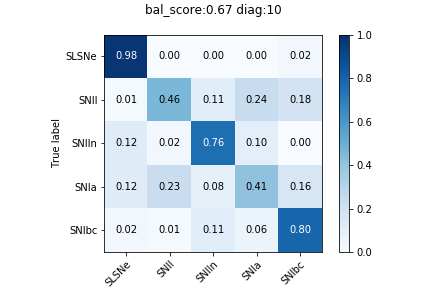 bal_score:0.67 diag:10
SLSNe 0.98 0.00 0.00 0.00 0.02
SNII 0.01 0.46 0.11 0.24 0.18
SNIIn 0.12 0.02 0.76 0.10 0.00
SNIa 0.12 0.23 0.08 0.41 0.16
SNIbc 0.02 0.01 0.11 0.06 0.80
True label
SLSNe SNII SNIIn SNIa SNIbc
1.0
0.8
0.6
0.4
0.2
0.0